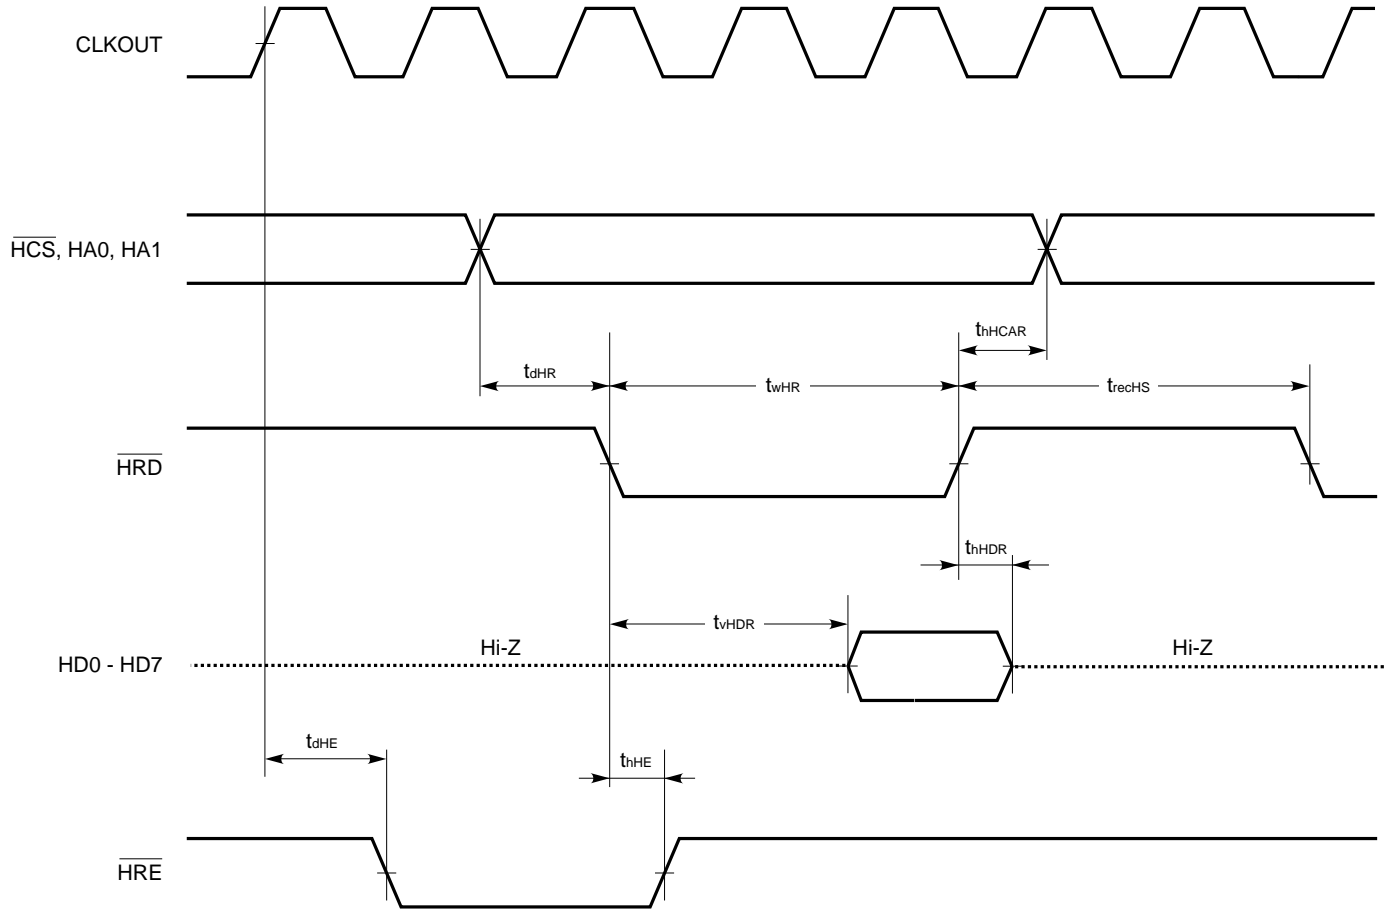 CLKOUT
HCS, HA0, HA1
thHCAR
tdHR
twHR
trecHS
HRD
thHDR
tvHDR
Hi-Z
Hi-Z
HD0 - HD7
tdHE
thHE
HRE